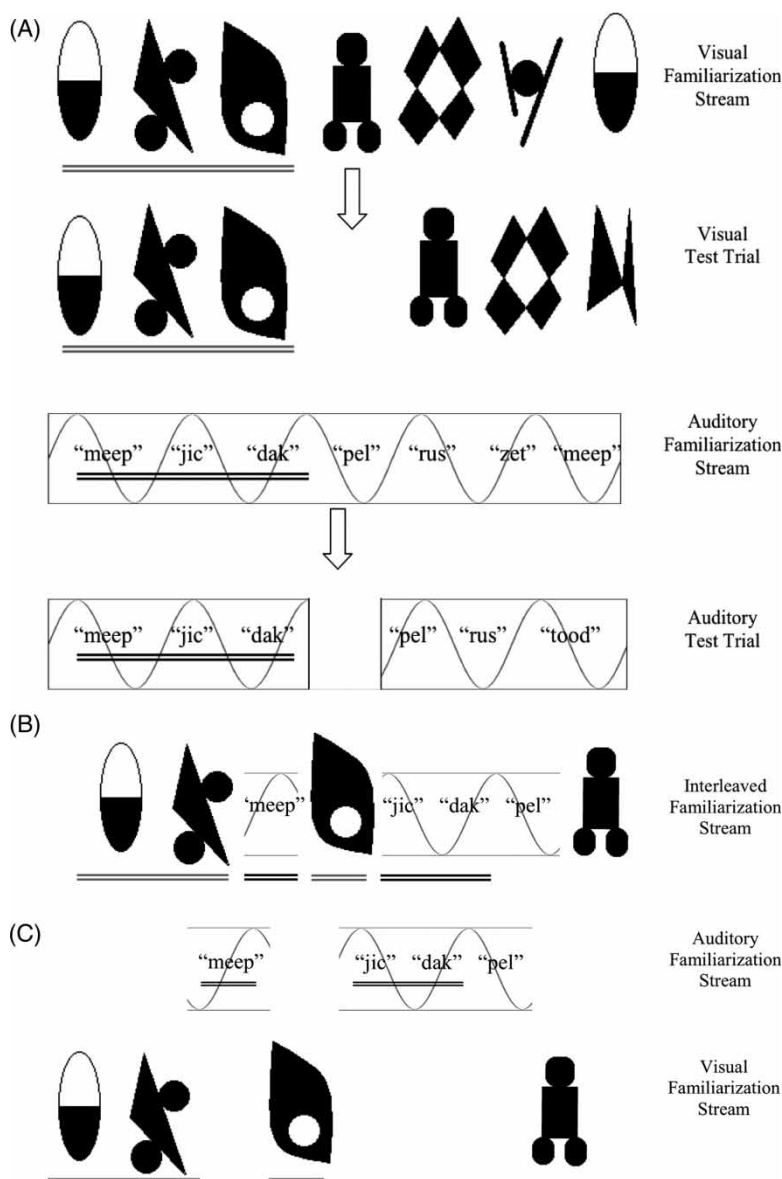 (A)
Visual
Familiarization
Stream
Visual
Test Trial
“meep” “jic” “dak” “pel” “rus” “zet” “meep”
Auditory
Familiarization
Stream
“meep” “jic” “dak” “pel” “rus” “tood”
Auditory
Test Trial
(B)
‘meep” “jic” “dak” “pel”
Interleaved
Familiarization
Stream
(C)
“meep” “jic” “dak” “pel”
Auditory
Familiarization
Stream
Visual
Familiarization
Stream